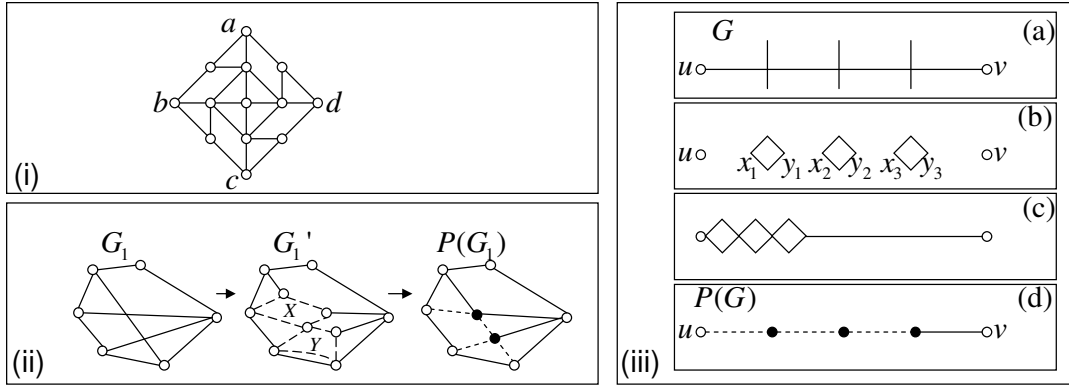 a
b
d
c
(i)
G₁
G₁'
P(G₁)
X
Y
(ii)
G
(a)
u
v
(b)
u
x₁
y₁
x₂
y₂
x₃
y₃
v
(c)
P(G)
(d)
u
v
(iii)